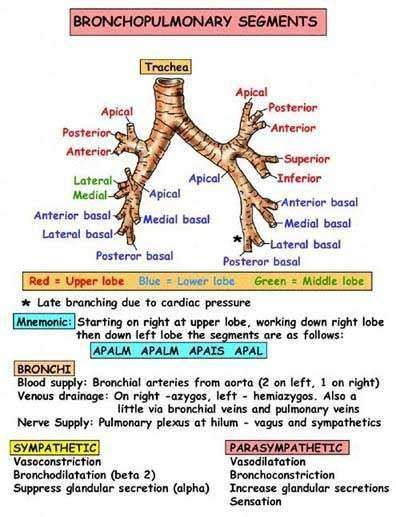 BRONCHOPULMONARY SEGMENTS
Trachea
Apical
Posterior
Anterior
Lateral
Medial
Apical
Anterior basal
Medial basal
Lateral basal
Posteror basal
Apical
Posterior
Anterior
Superior
Inferior
Apical
Anterior basal
Medial basal
* Lateral basal
Posteror basal
Red = Upper lobe Blue = Lower lobe Green = Middle lobe
* Late branching due to cardiac pressure
Mnemonic: Starting on right at upper lobe, working down right lobe
then down left lobe the segments are as follows:
APALM APALM APAIS APAL
BRONCHI
Blood supply: Bronchial arteries from aorta (2 on left, 1 on right)
Venous drainage: On right -azygos, left - hemiazygos. Also a
little via bronchial veins and pulmonary veins
Nerve Supply: Pulmonary plexus at hilum - vagus and sympathetics
SYMPATHETIC
Vasoconstriction
Bronchodilatation (beta 2)
Suppress glandular secretion (alpha)
PARASYMPATHETIC
Vasodilatation
Bronchoconstriction
Increase glandular secretions
Sensation